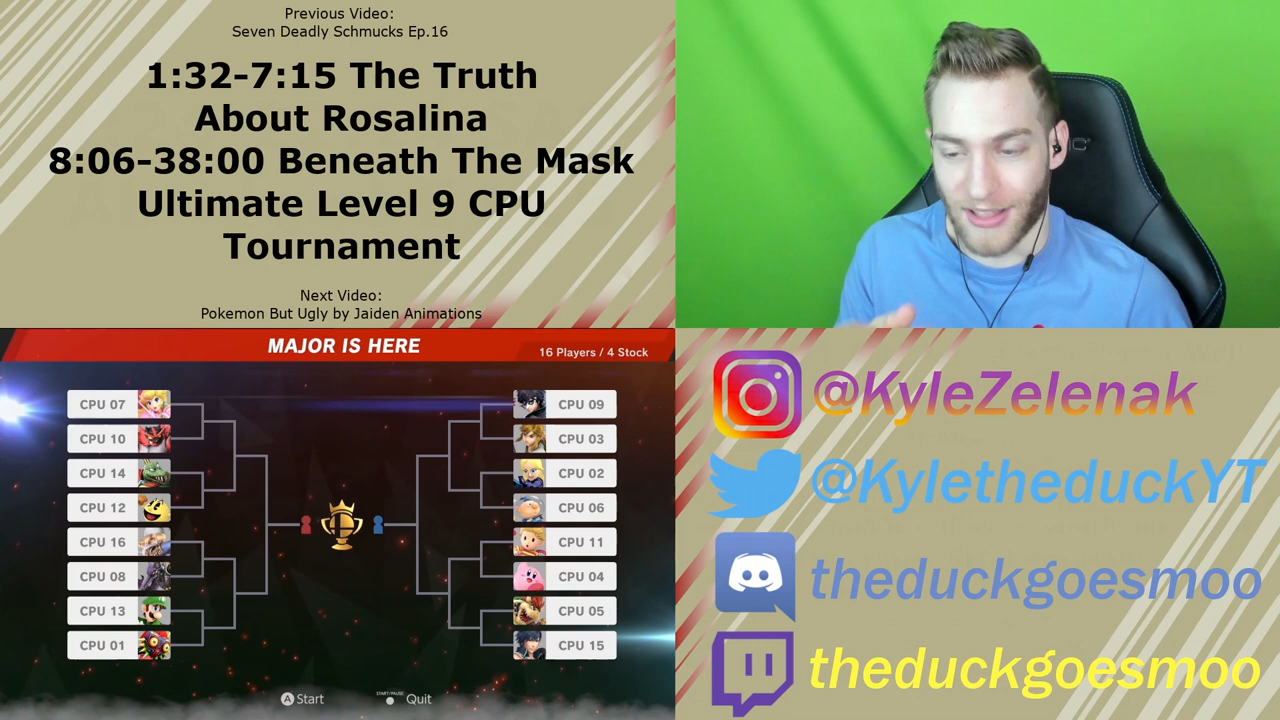 Previous Video:
Seven Deadly Schmucks Ep.16
1:32-7:15 The Truth
About Rosalina
8:06-38:00 Beneath The Mask
Ultimate Level 9 CPU
Tournament
Next Video:
Pokemon But Ugly by Jaiden Animations
MAJOR IS HERE
16 Players / 4 Stock
CPU 07
CPU 10
CPU 14
CPU 12
CPU 16
CPU 08
CPU 13
CPU 01
CPU 09
CPU 03
CPU 02
CPU 06
CPU 11
CPU 04
CPU 05
CPU 15
A Start
START/PAUSE Quit
@KyleZelenak
@KyletheduckYT
theduckgoesmoo
theduckgoesmoo